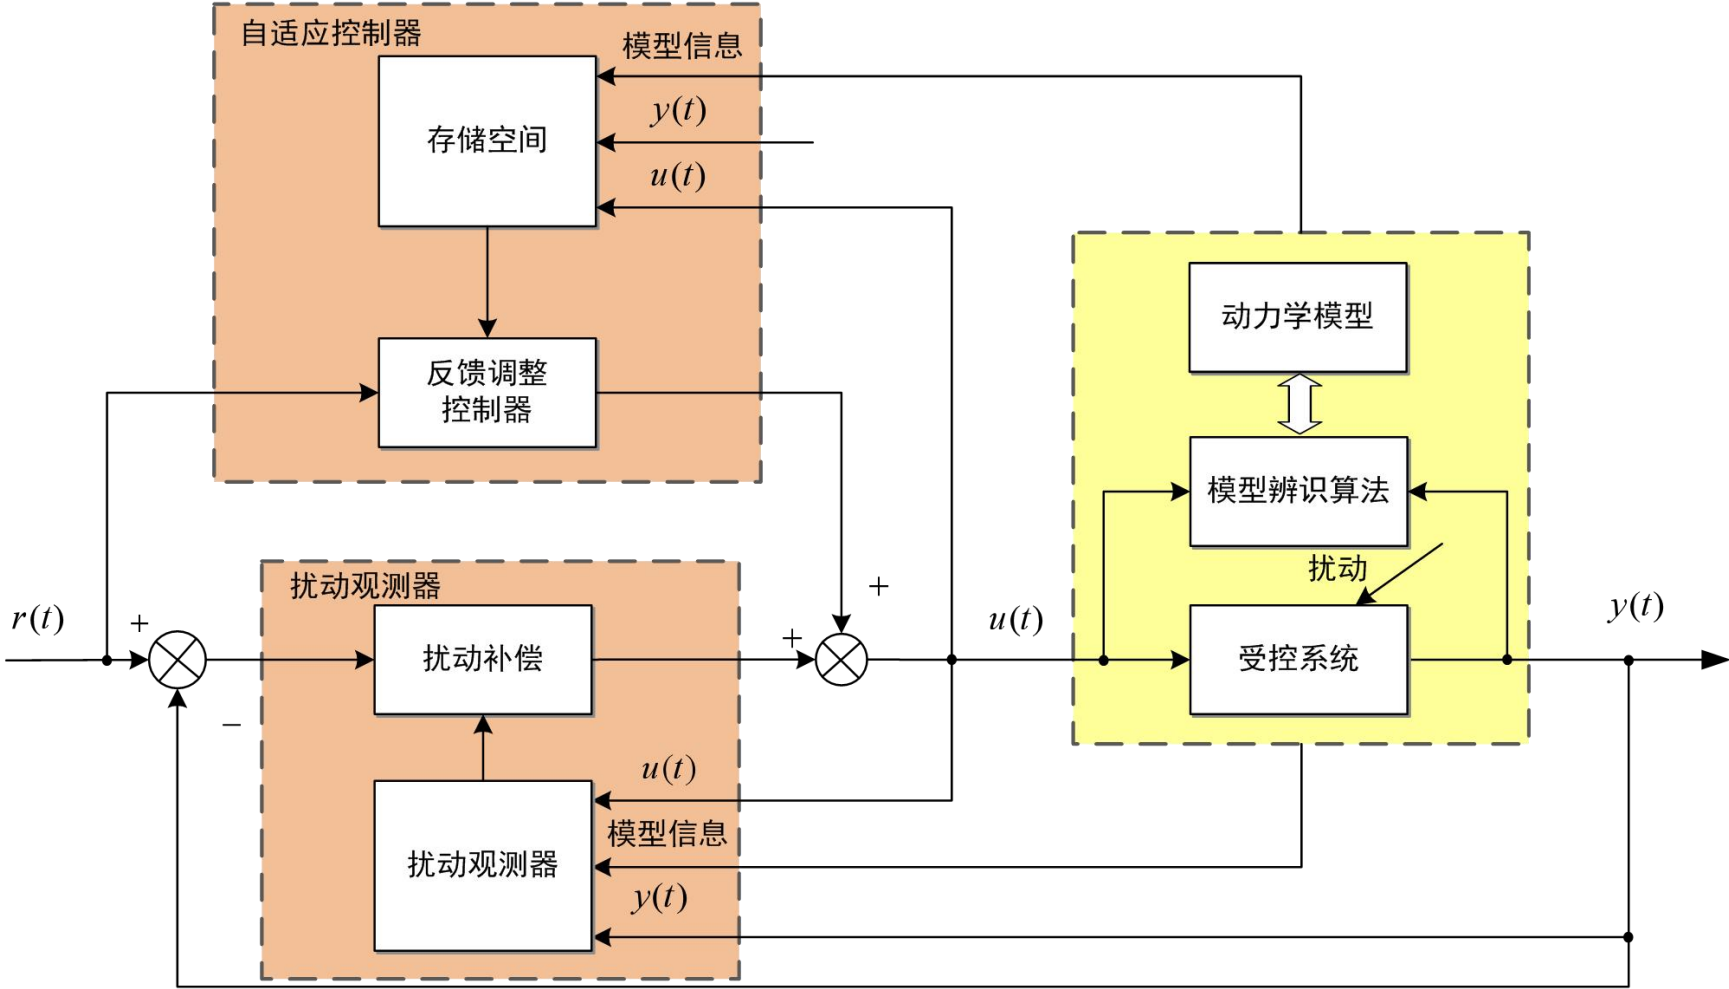 自适应控制器
模型信息
y(t)
存储空间
u(t)
动力学模型
反馈调整
控制器
模型辨识算法
扰动
扰动观测器
+
r(t)
+
扰动补偿
+
u(t)
受控系统
y(t)
−
u(t)
模型信息
扰动观测器
y(t)